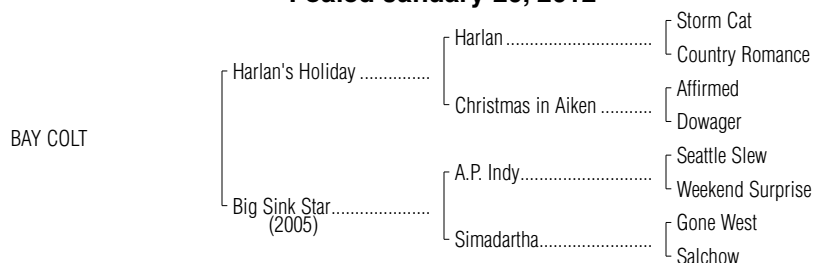 Foaled January 2012
Storm Cat
Harlan
Country Romance
Harlan's Holiday
Affirmed
Christmas in Aiken
Dowager
BAY COLT
Seattle Slew
A.P. Indy
Weekend Surprise
Big Sink Star
(2005)
Gone West
Simadartha
Salchow